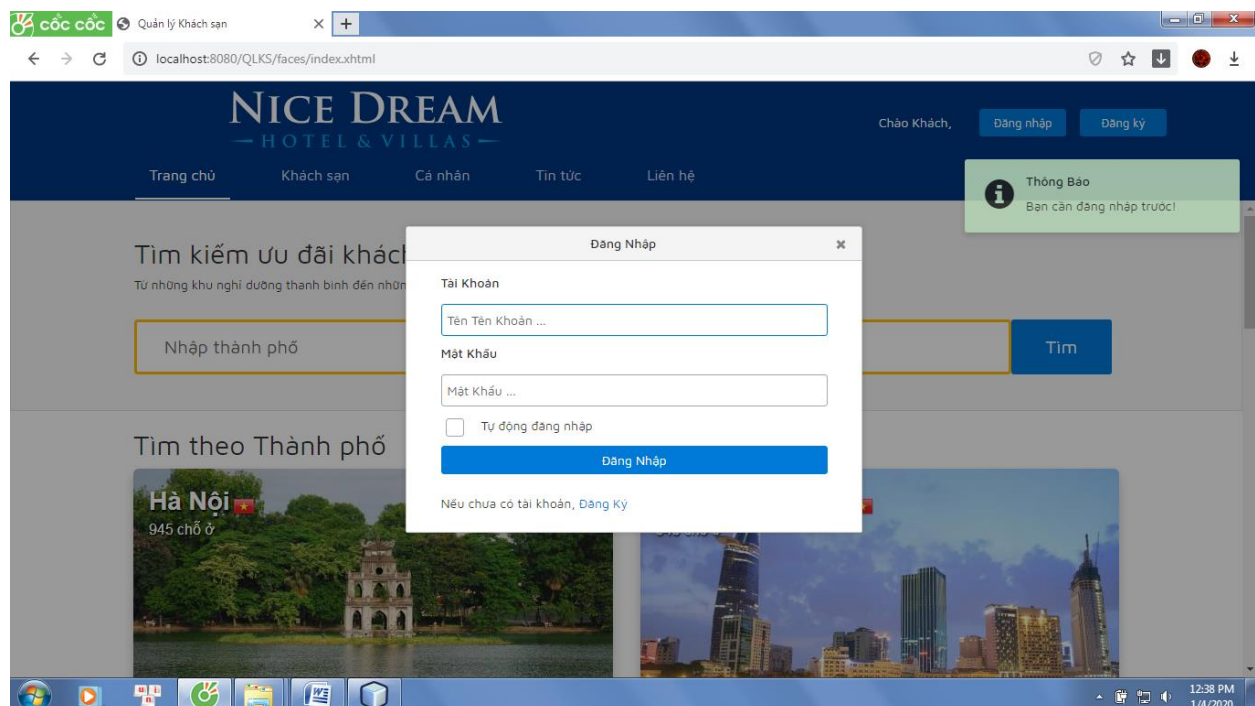 cốc cốc
Quản lý Khách sạn
localhost:8080/QLKS/faces/index.xhtml
NICE DREAM
HOTEL & VILLAS
Chào Khách,
Đăng nhập
Đăng ký
Trang chủ
Khách sạn
Cá nhân
Tin tức
Liên hệ
Thông Báo
Bạn cần đăng nhập trước!
Tìm kiếm ưu đãi khách
Từ những khu nghỉ dưỡng thanh bình đến nhữn
Nhập thành phố
Tìm
Đăng Nhập
Tài Khoản
Tên Tên Khoản ...
Mật Khẩu
Mật Khẩu ...
Tự động đăng nhập
Đăng Nhập
Nếu chưa có tài khoản, Đăng Ký
Tìm theo Thành phố
Hà Nội
945 chỗ ở
12:38 PM
1/4/2020